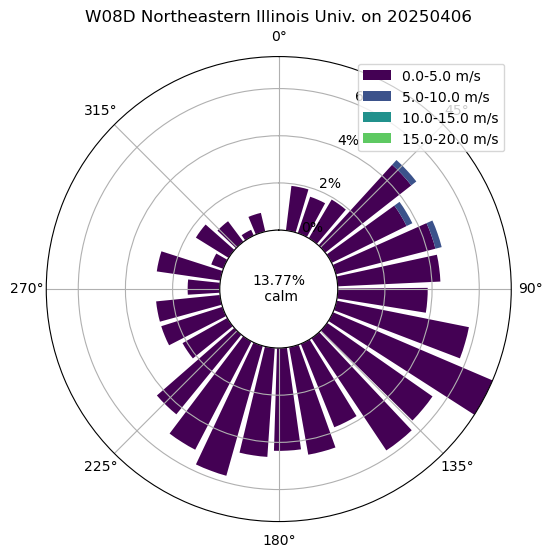 W08D Northeastern Illinois Univ. on 20250406
0°
315°
0.0-5.0 m/s
5.0-10.0 m/s
10.0-15.0 m/s
15.0-20.0 m/s
45°
4%
2%
0%
270°
13.77%
calm
90°
225°
135°
180°